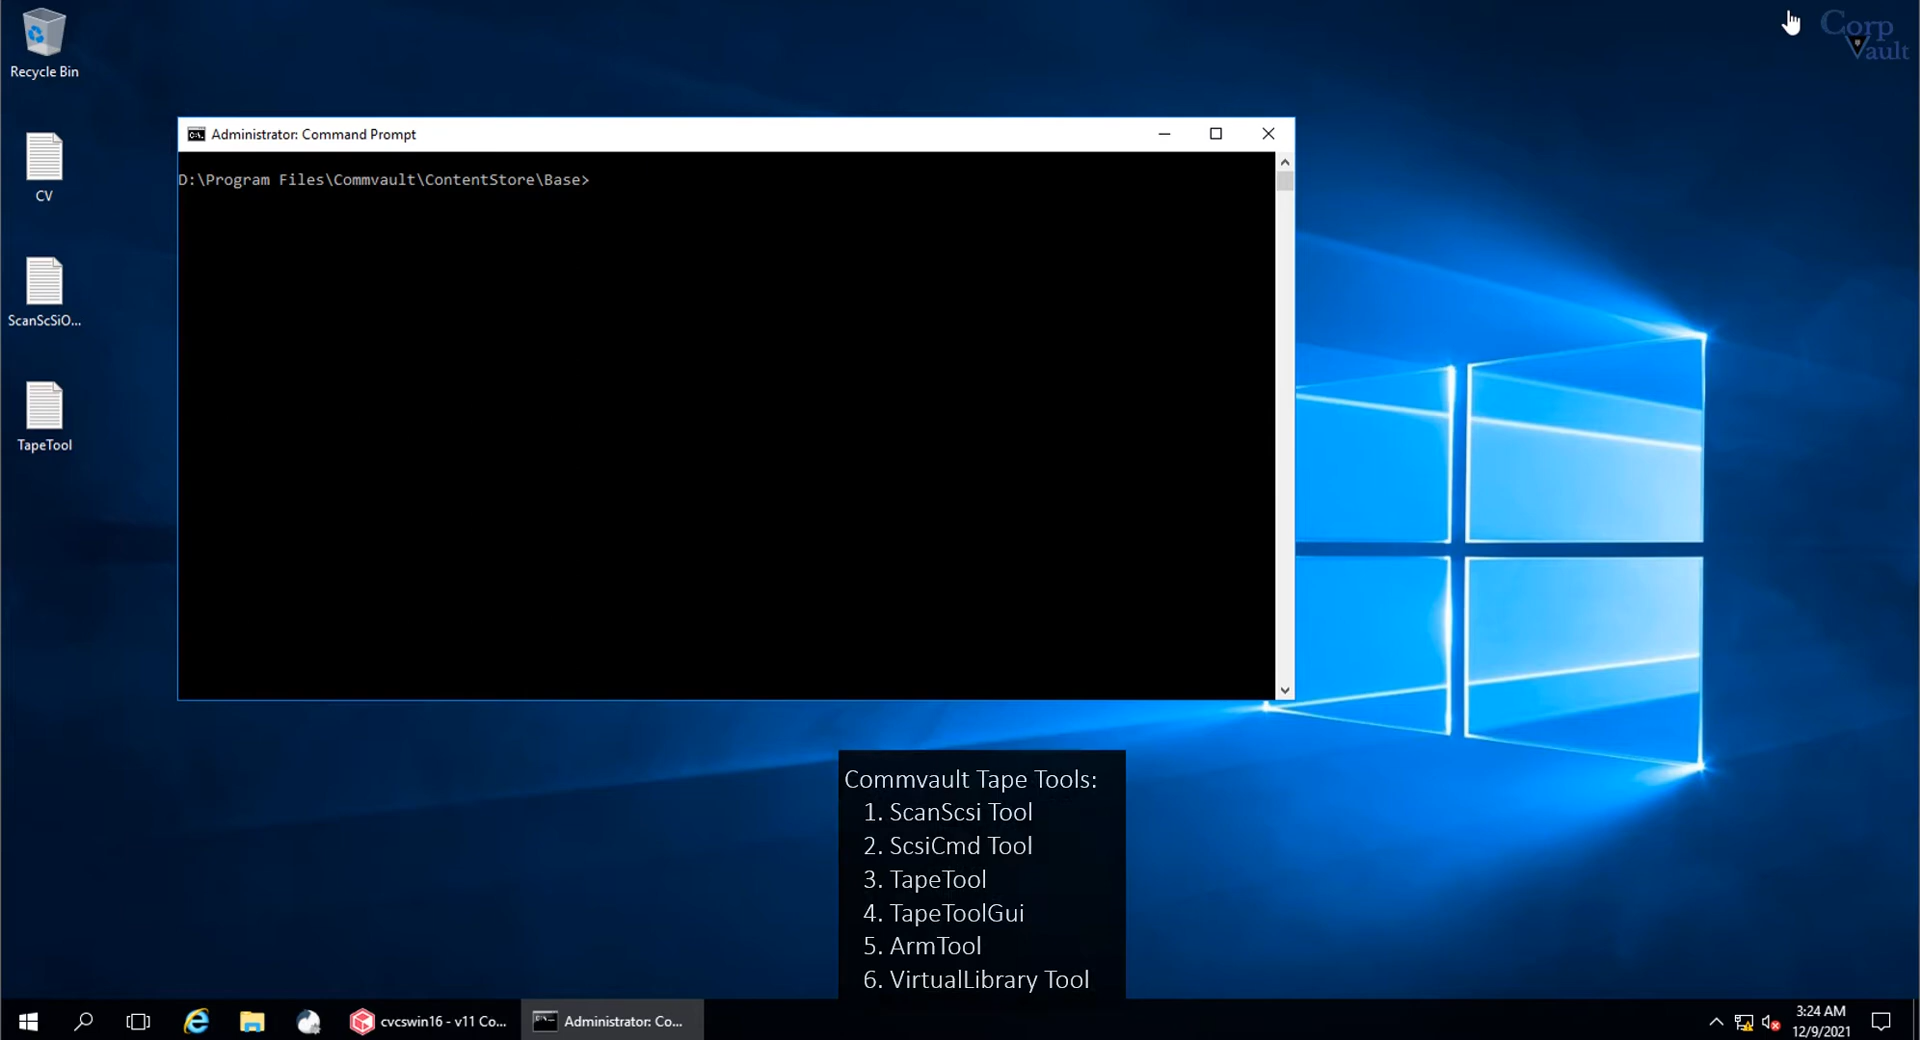 Corp
Vault
Recycle Bin
CV
ScanScSiO...
TapeTool
Administrator: Command Prompt
D:\Program Files\Commvault\ContentStore\Base>
Commvault Tape Tools:
1. ScanScsi Tool
2. ScsiCmd Tool
3. TapeTool
4. TapeToolGui
5. ArmTool
6. VirtualLibrary Tool
cvcswin16 - v11 Co...
Administrator: Co...
3:24 AM
12/9/2021